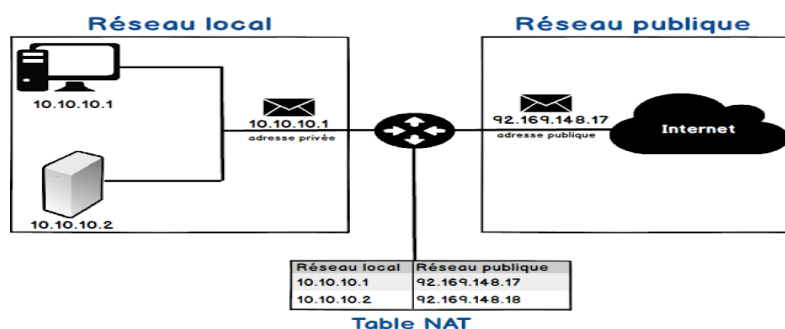 Réseau local
Réseau publique
10.10.10.1
10.10.10.1
adresse privée
92.169.148.17
adresse publique
Internet
10.10.10.2
Réseau local Réseau publique
10.10.10.1 92.169.148.17
10.10.10.2 92.169.148.18
Table NAT